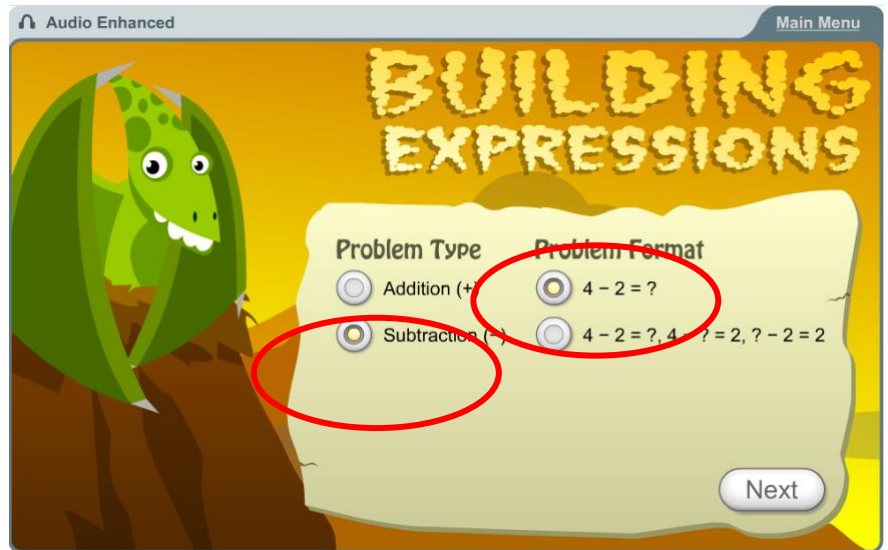 Audio Enhanced
Main Menu
BUILDING
EXPRESSIONS
Problem Type
Problem Format
Addition (+)
4 − 2 = ?
Subtraction (−)
4 − 2 = ?, 4 − ? = 2, ? − 2 = 2
Next